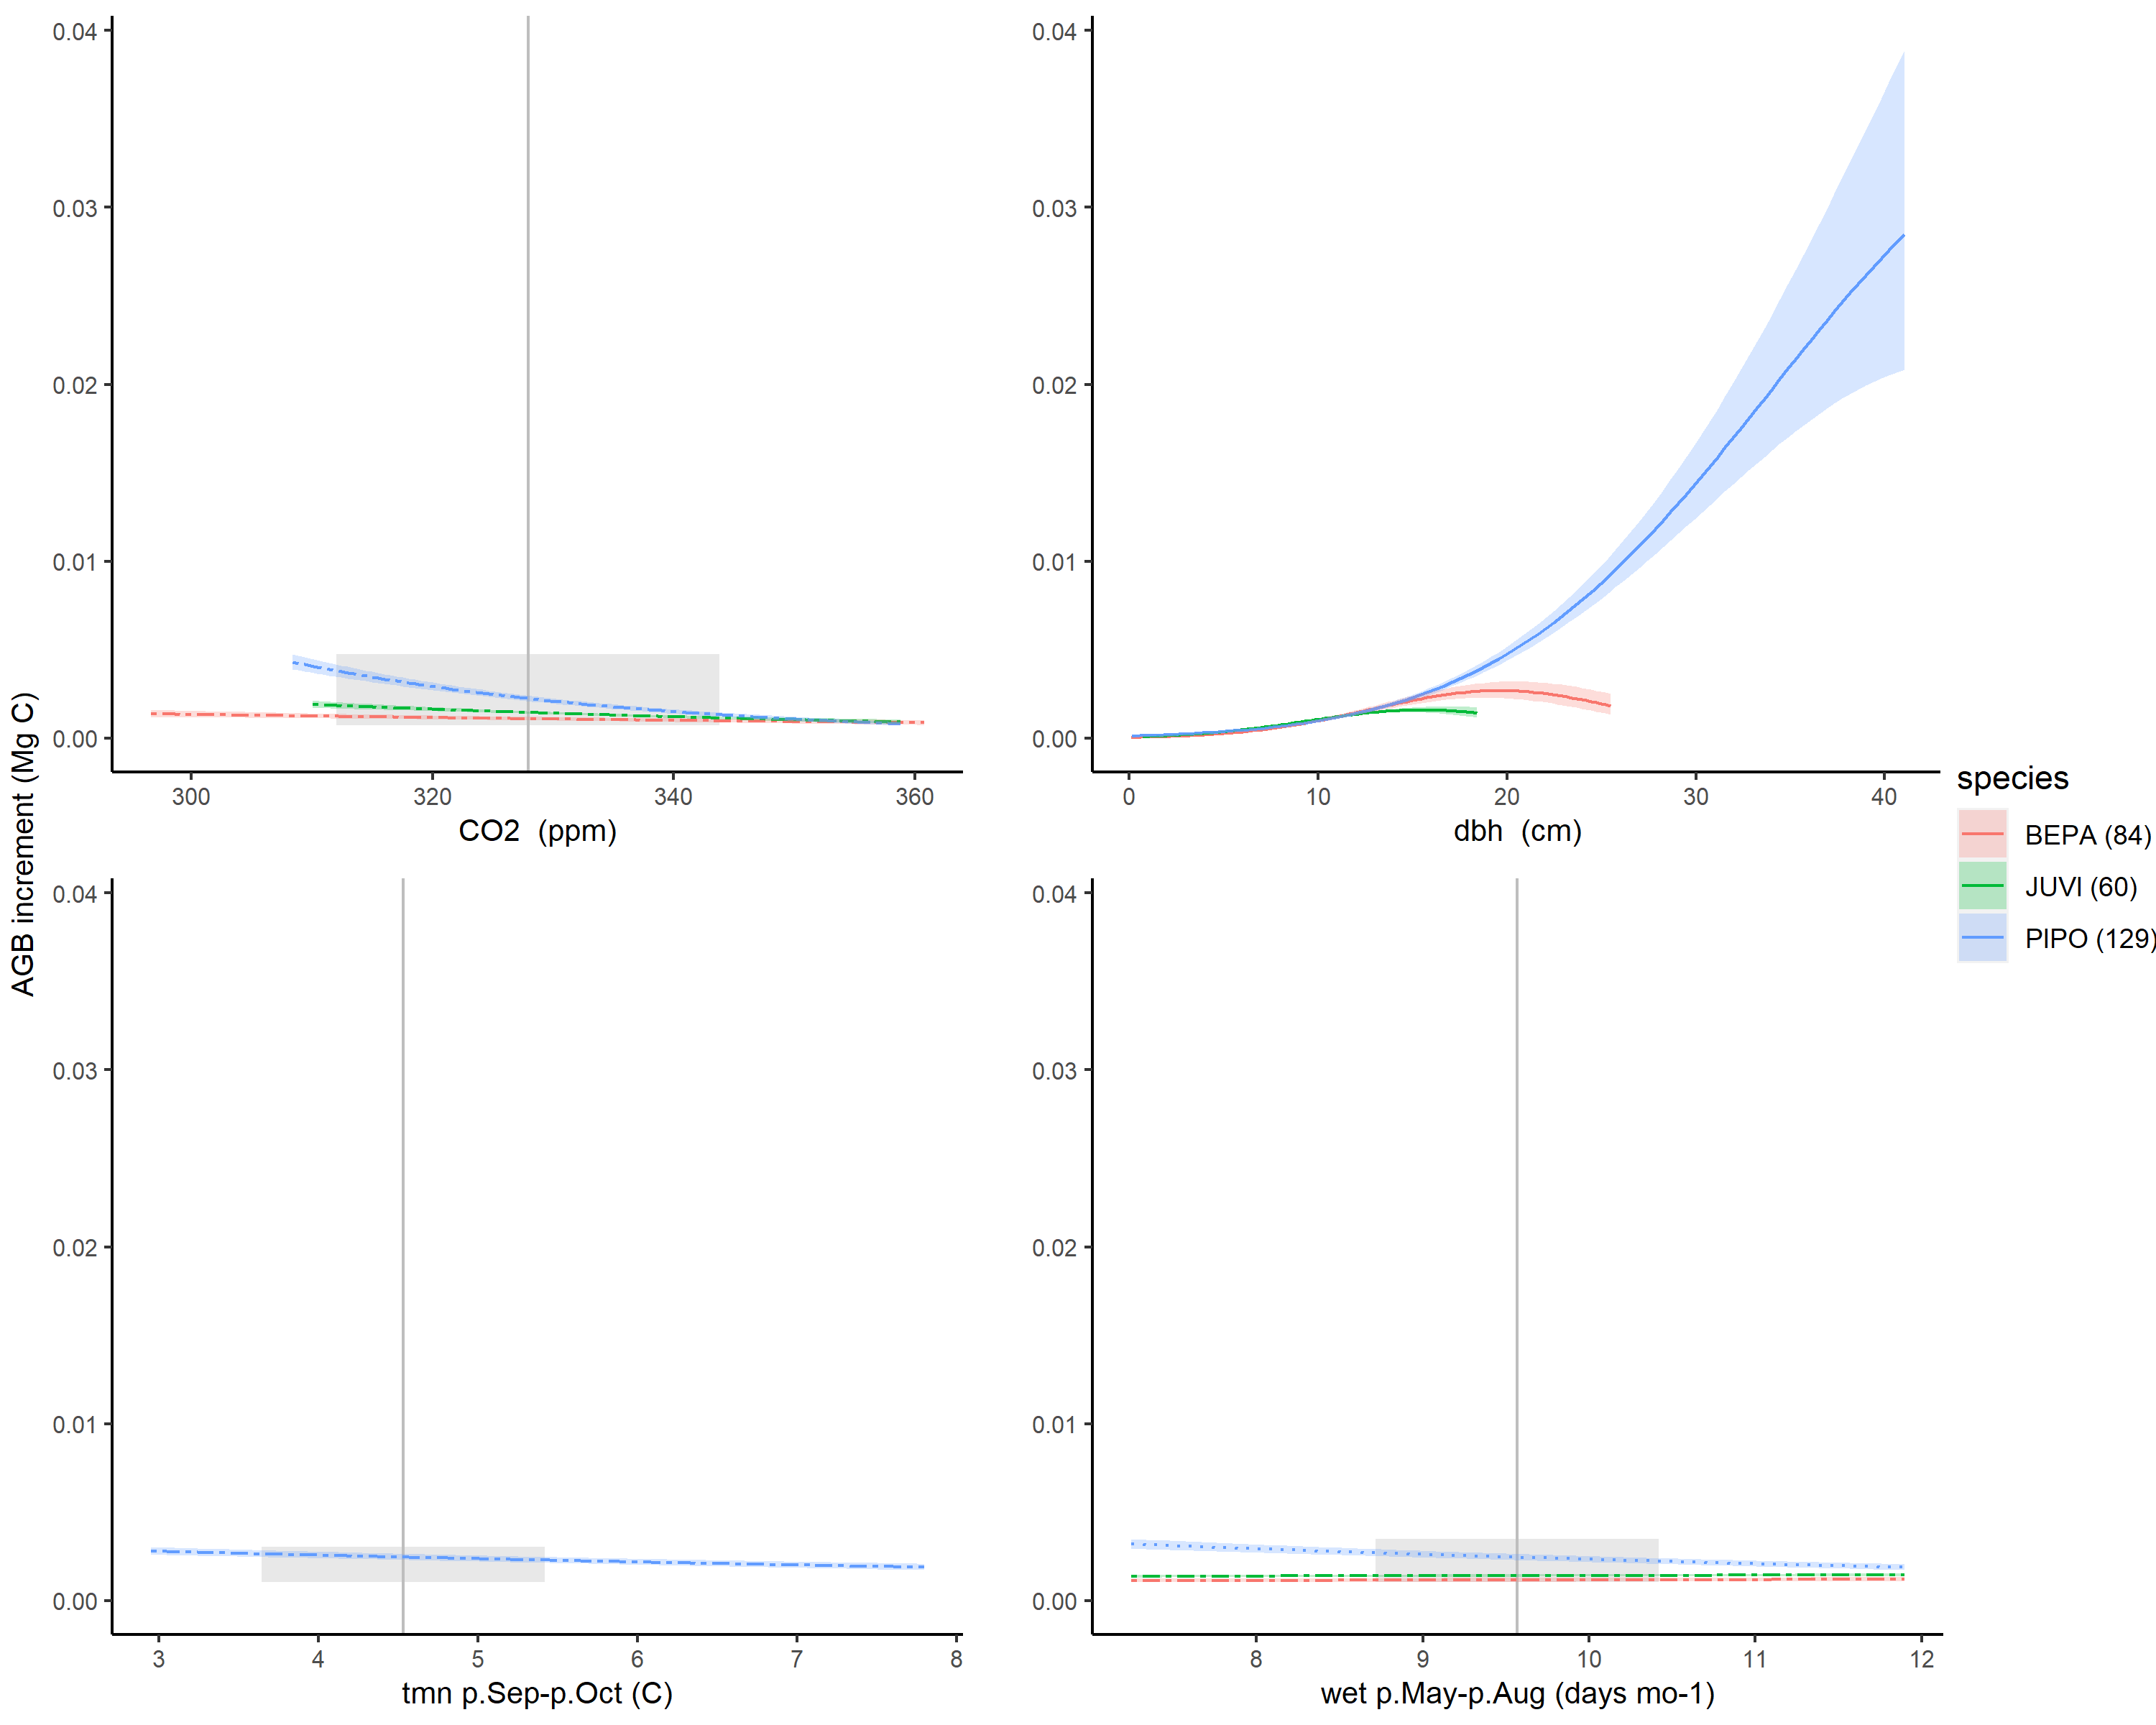 0.04
0.03
0.02
0.01
0.00
300 320 340 360
CO2 (ppm)
0.04
0.03
0.02
0.01
0.00
0 10 20 30 40
dbh (cm)
AGB increment (Mg C)
0.04
0.03
0.02
0.01
0.00
3 4 5 6 7 8
tmn p.Sep-p.Oct (C)
0.04
0.03
0.02
0.01
0.00
8 9 10 11 12
wet p.May-p.Aug (days mo-1)
species
BEPA (84)
JUVI (60)
PIPO (129)